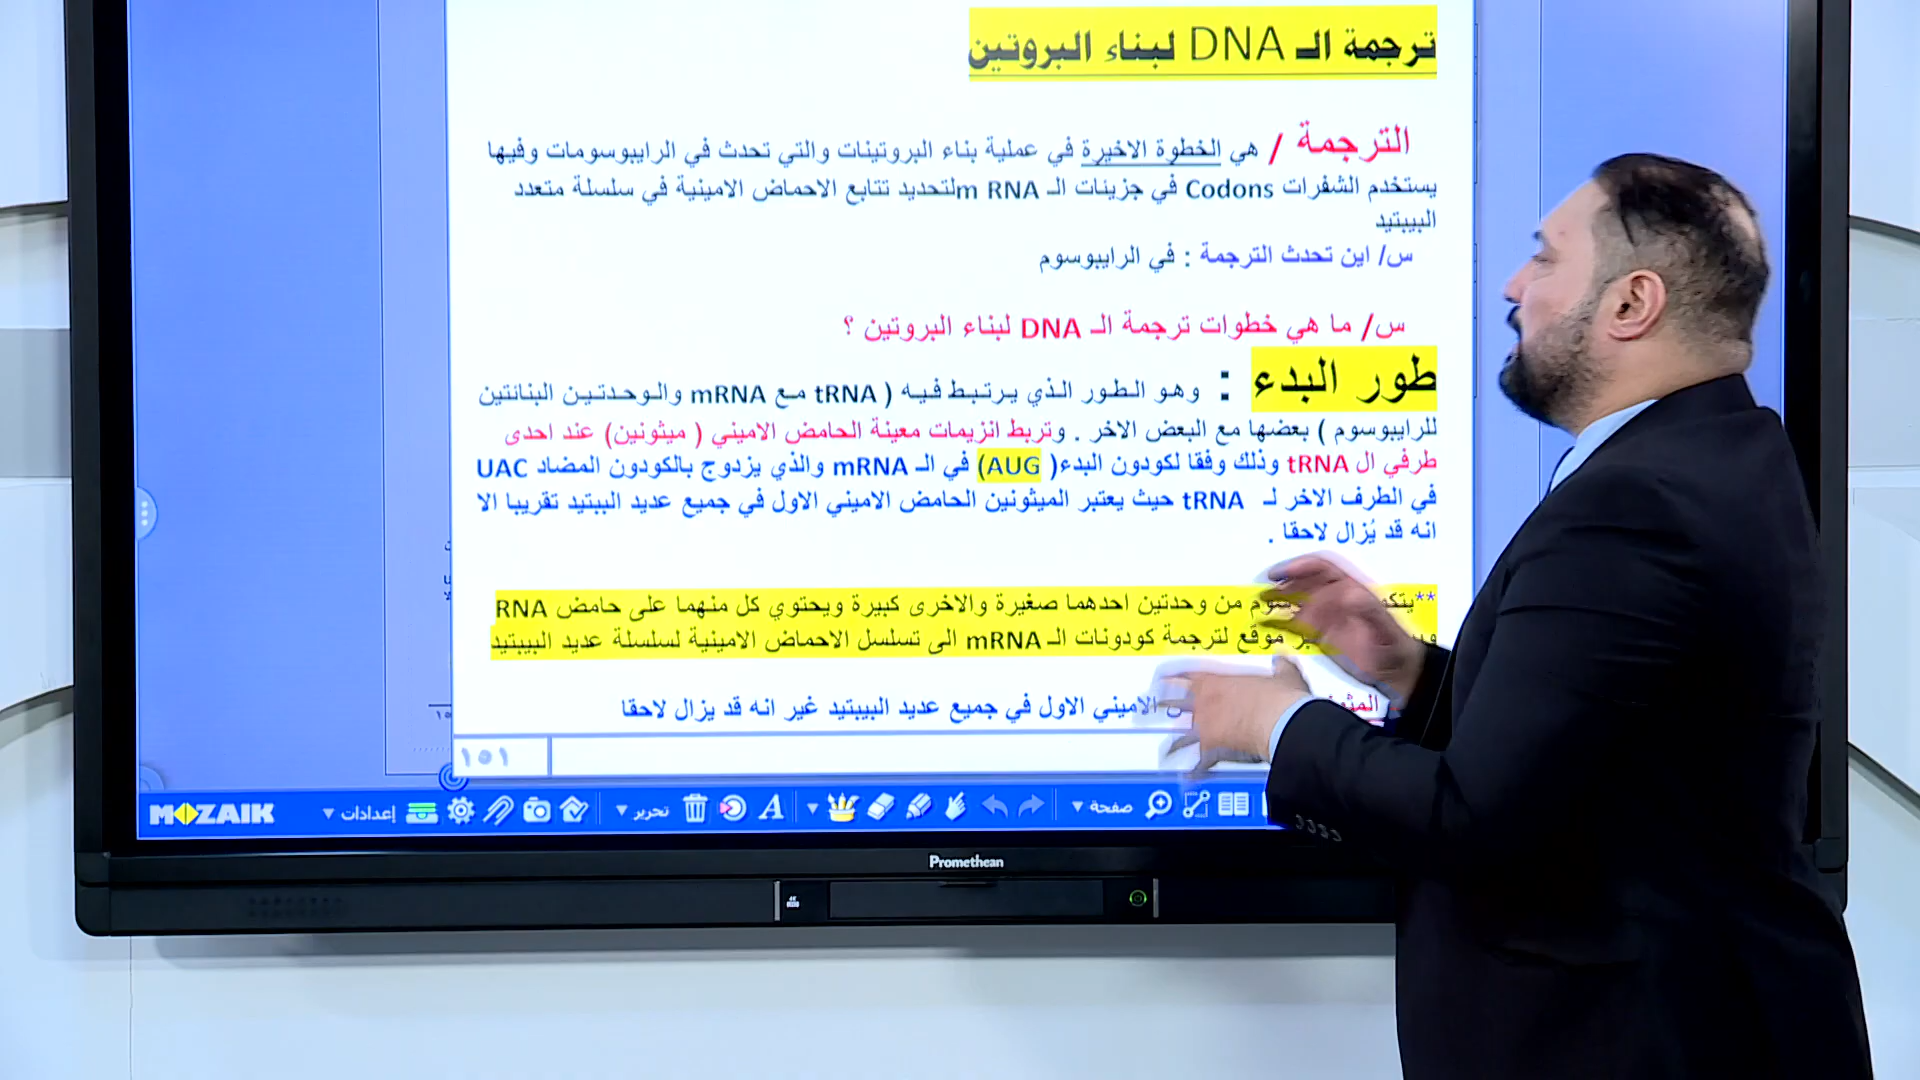 ترجمة الـ DNA لبناء البروتين
الترجمة / هي الخطوة الاخيرة في عملية بناء البروتينات والتي تحدث في الرايبوسومات وفيها
يستخدم الشفرات Codons في جزيئات الـ m RNA لتحديد تتابع الاحماض الامينية في سلسلة متعدد
البيبتيد
س/ اين تحدث الترجمة : في الرايبوسوم
س/ ما هي خطوات ترجمة الـ DNA لبناء البروتين ؟
طور البدء : وهو الطور الذي يرتبط فيه ( tRNA مع mRNA والوحدتين البنائتين
للرايبوسوم ) بعضها مع البعض الاخر . وتربط انزيمات معينة الحامض الاميني ( ميثونين) عند احدى
طرفي ال tRNA وذلك وفقا لكودون البدء( AUG) في الـ mRNA والذي يزدوج بالكودون المضاد UAC
في الطرف الاخر لـ tRNA حيث يعتبر الميثونين الحامض الاميني الاول في جميع عديد الببتيد تقريبا الا
انه قد يُزال لاحقا .
** من وحدتين احدهما صغيرة والاخرى كبيرة ويحتوي كل منهما على حامض RNA
موقع لترجمة كودونات الـ mRNA الى تسلسل الاحماض الامينية لسلسلة عديد البيبتيد
الاميني الاول في جميع عديد البيبتيد غير انه قد يزال لاحقا
١٥١
MOZAIK إعدادات تحرير صفحة
Promethean